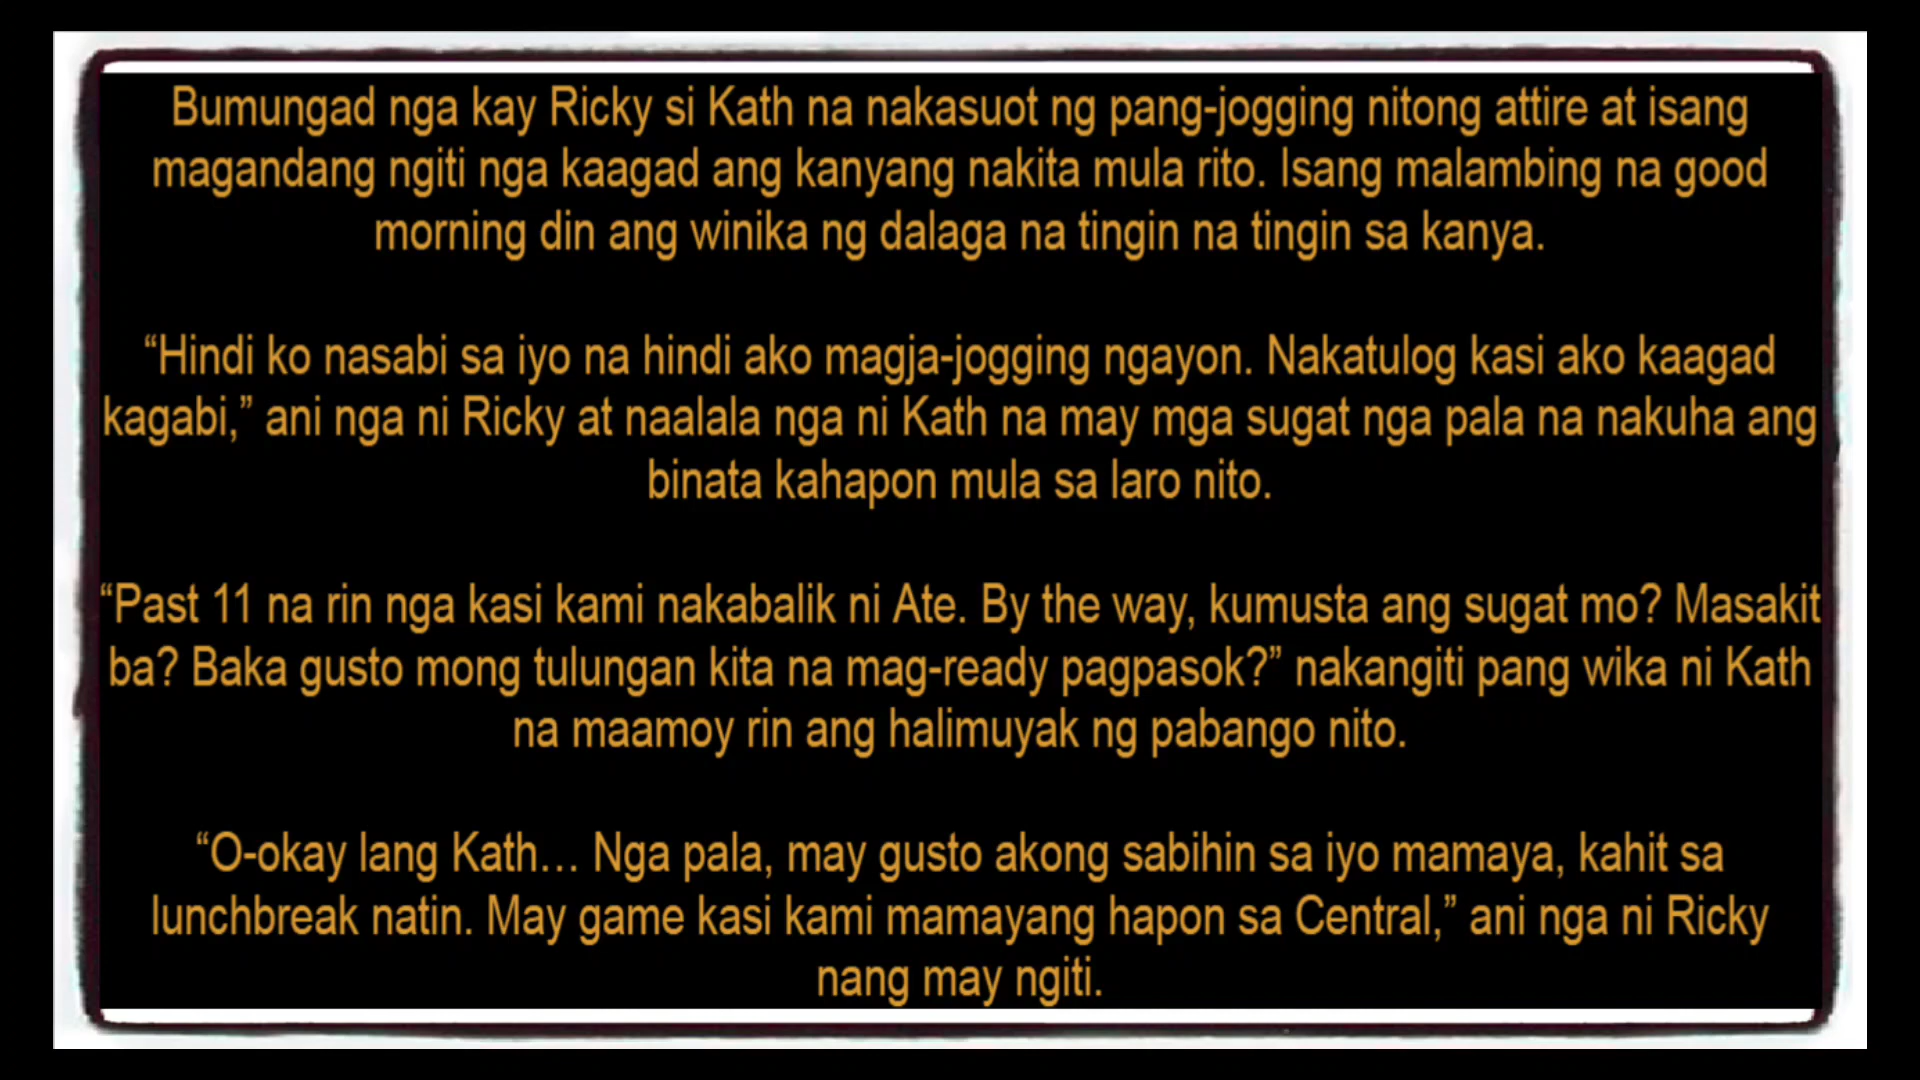 Bumungad nga kay Ricky si Kath na nakasuot ng pang-jogging nitong attire at isang
magandang ngiti nga kaagad ang kanyang nakita mula rito. Isang malambing na good
morning din ang winika ng dalaga na tingin na tingin sa kanya.
“Hindi ko nasabi sa iyo na hindi ako magja-jogging ngayon. Nakatulog kasi ako kaagad
kagabi,” ani nga ni Ricky at naalala nga ni Kath na may mga sugat nga pala na nakuha ang
binata kahapon mula sa laro nito.
“Past 11 na rin nga kasi kami nakabalik ni Ate. By the way, kumusta ang sugat mo? Masakit
ba? Baka gusto mong tulungan kita na mag-ready pagpasok?” nakangiti pang wika ni Kath
na maamoy rin ang halimuyak ng pabango nito.
“O-okay lang Kath… Nga pala, may gusto akong sabihin sa iyo mamaya, kahit sa
lunchbreak natin. May game kasi kami mamayang hapon sa Central,” ani nga ni Ricky
nang may ngiti.